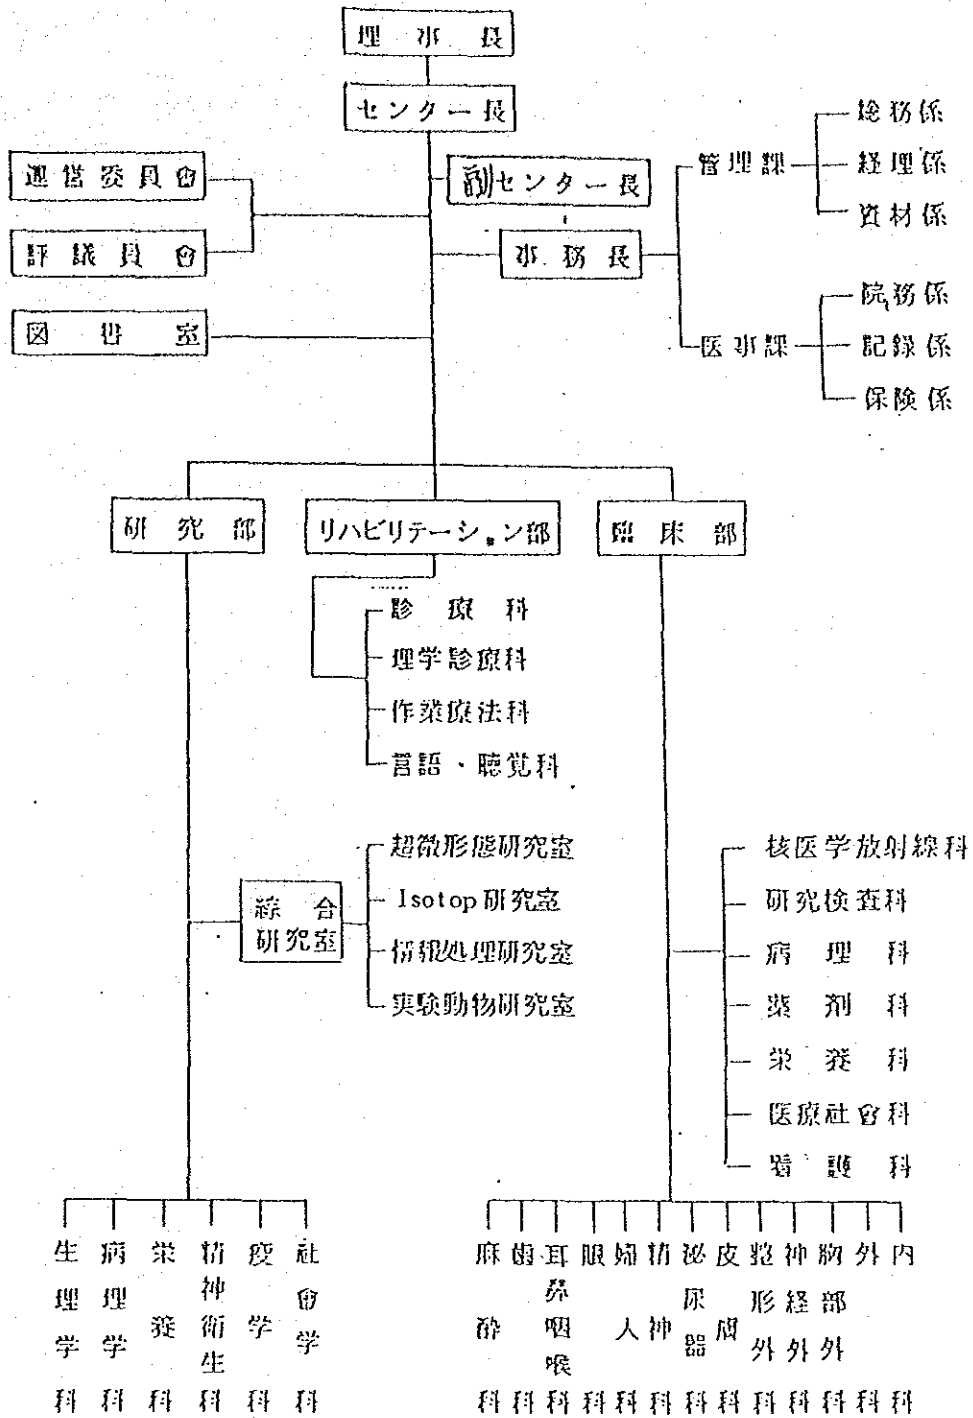 理事長
センター長
運営委員會
評議員會
図書室
副センター長
事務長
管理課
総務係
経理係
資材係
医事課
院務係
記録係
保険係
研究部
リハビリテーション部
臨床部
診療科
理学診療科
作業療法科
言語・聴覚科
綜合
研究室
超微形態研究室
Isotop研究室
情報処理研究室
実験動物研究室
核医学放射線科
研究検査科
病理科
薬剤科
栄養科
医療社會科
看護科
生理学科
病理学科
栄養科
精神衛生科
疫学科
社會学科
麻酔科
歯科
耳鼻咽喉科
眼科
婦人科
精神科
泌尿器科
皮膚科
整形外科
神経外科
胸部外科
外科
内科